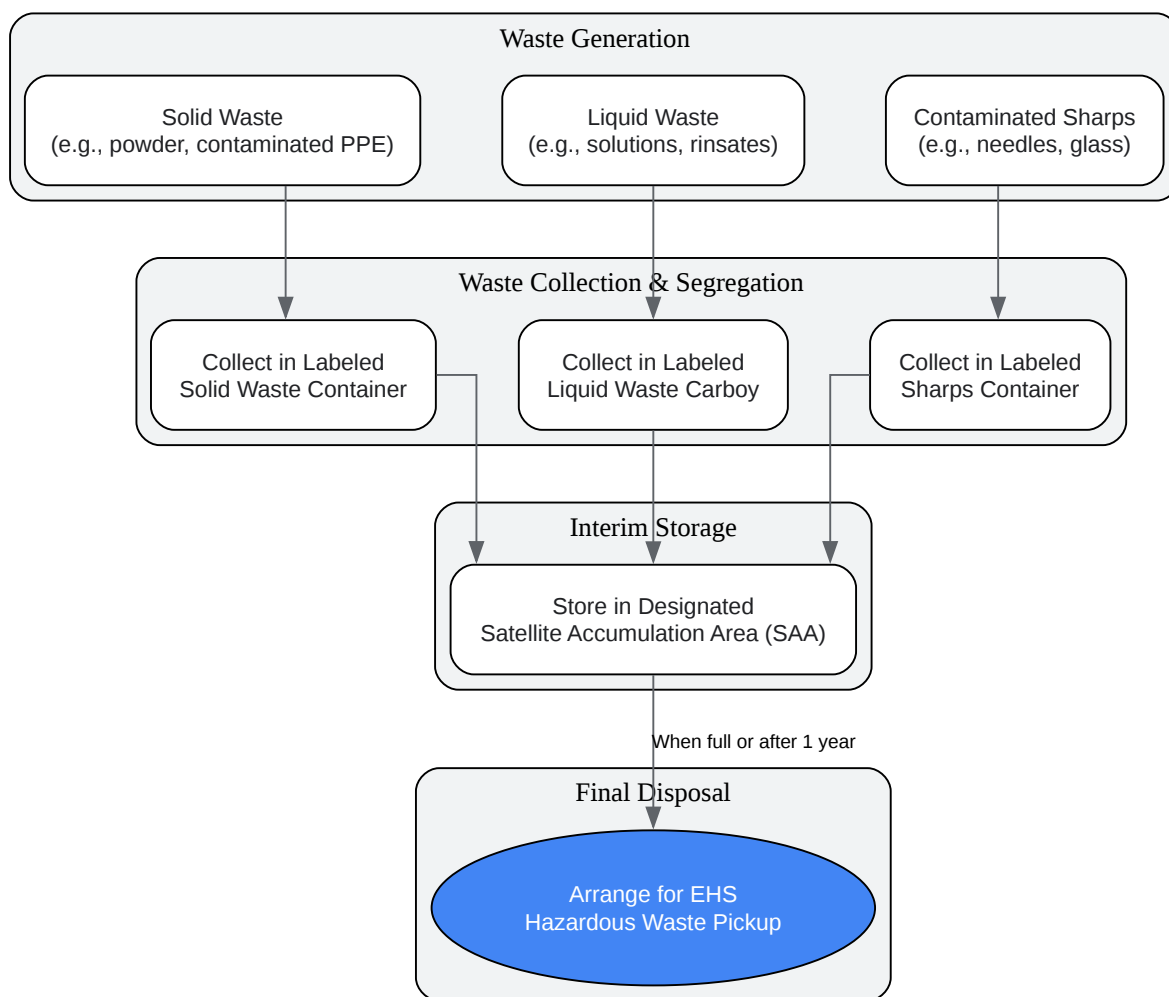 Waste Generation
Solid Waste
(e.g., powder, contaminated PPE)
Liquid Waste
(e.g., solutions, rinsates)
Contaminated Sharps
(e.g., needles, glass)
Waste Collection & Segregation
Collect in Labeled
Solid Waste Container
Collect in Labeled
Liquid Waste Carboy
Collect in Labeled
Sharps Container
Interim Storage
Store in Designated
Satellite Accumulation Area (SAA)
When full or after 1 year
Final Disposal
Arrange for EHS
Hazardous Waste Pickup